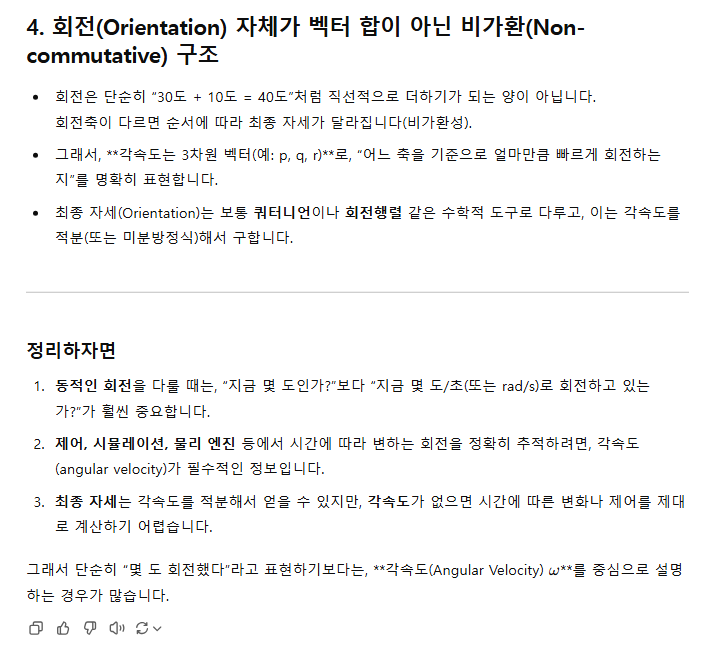 4. 회전(Orientation) 자체가 벡터 합이 아닌 비가환(Non-
commutative) 구조
• 회전은 단순히 “30도 + 10도 = 40도”처럼 직선적으로 더하기가 되는 양이 아닙니다.
회전축이 다르면 순서에 따라 최종 자세가 달라집니다(비가환성).
• 그래서, **각속도는 3차원 벡터(예: p, q, r)**로, “어느 축을 기준으로 얼마만큼 빠르게 회전하는
지”를 명확히 표현합니다.
• 최종 자세(Orientation)는 보통 쿼터니언이나 회전행렬 같은 수학적 도구로 다루고, 이는 각속도를
적분(또는 미분방정식)해서 구합니다.
정리하자면
1. 동적인 회전을 다룰 때는, “지금 몇 도인가?”보다 “지금 몇 도/초(또는 rad/s)로 회전하고 있는
가?”가 훨씬 중요합니다.
2. 제어, 시뮬레이션, 물리 엔진 등에서 시간에 따라 변하는 회전을 정확히 추적하려면, 각속도
(angular velocity)가 필수적인 정보입니다.
3. 최종 자세는 각속도를 적분해서 얻을 수 있지만, 각속도가 없으면 시간에 따른 변화나 제어를 제대
로 계산하기 어렵습니다.
그래서 단순히 “몇 도 회전했다”라고 표현하기보다는, **각속도(Angular Velocity) ω**를 중심으로 설명
하는 경우가 많습니다.